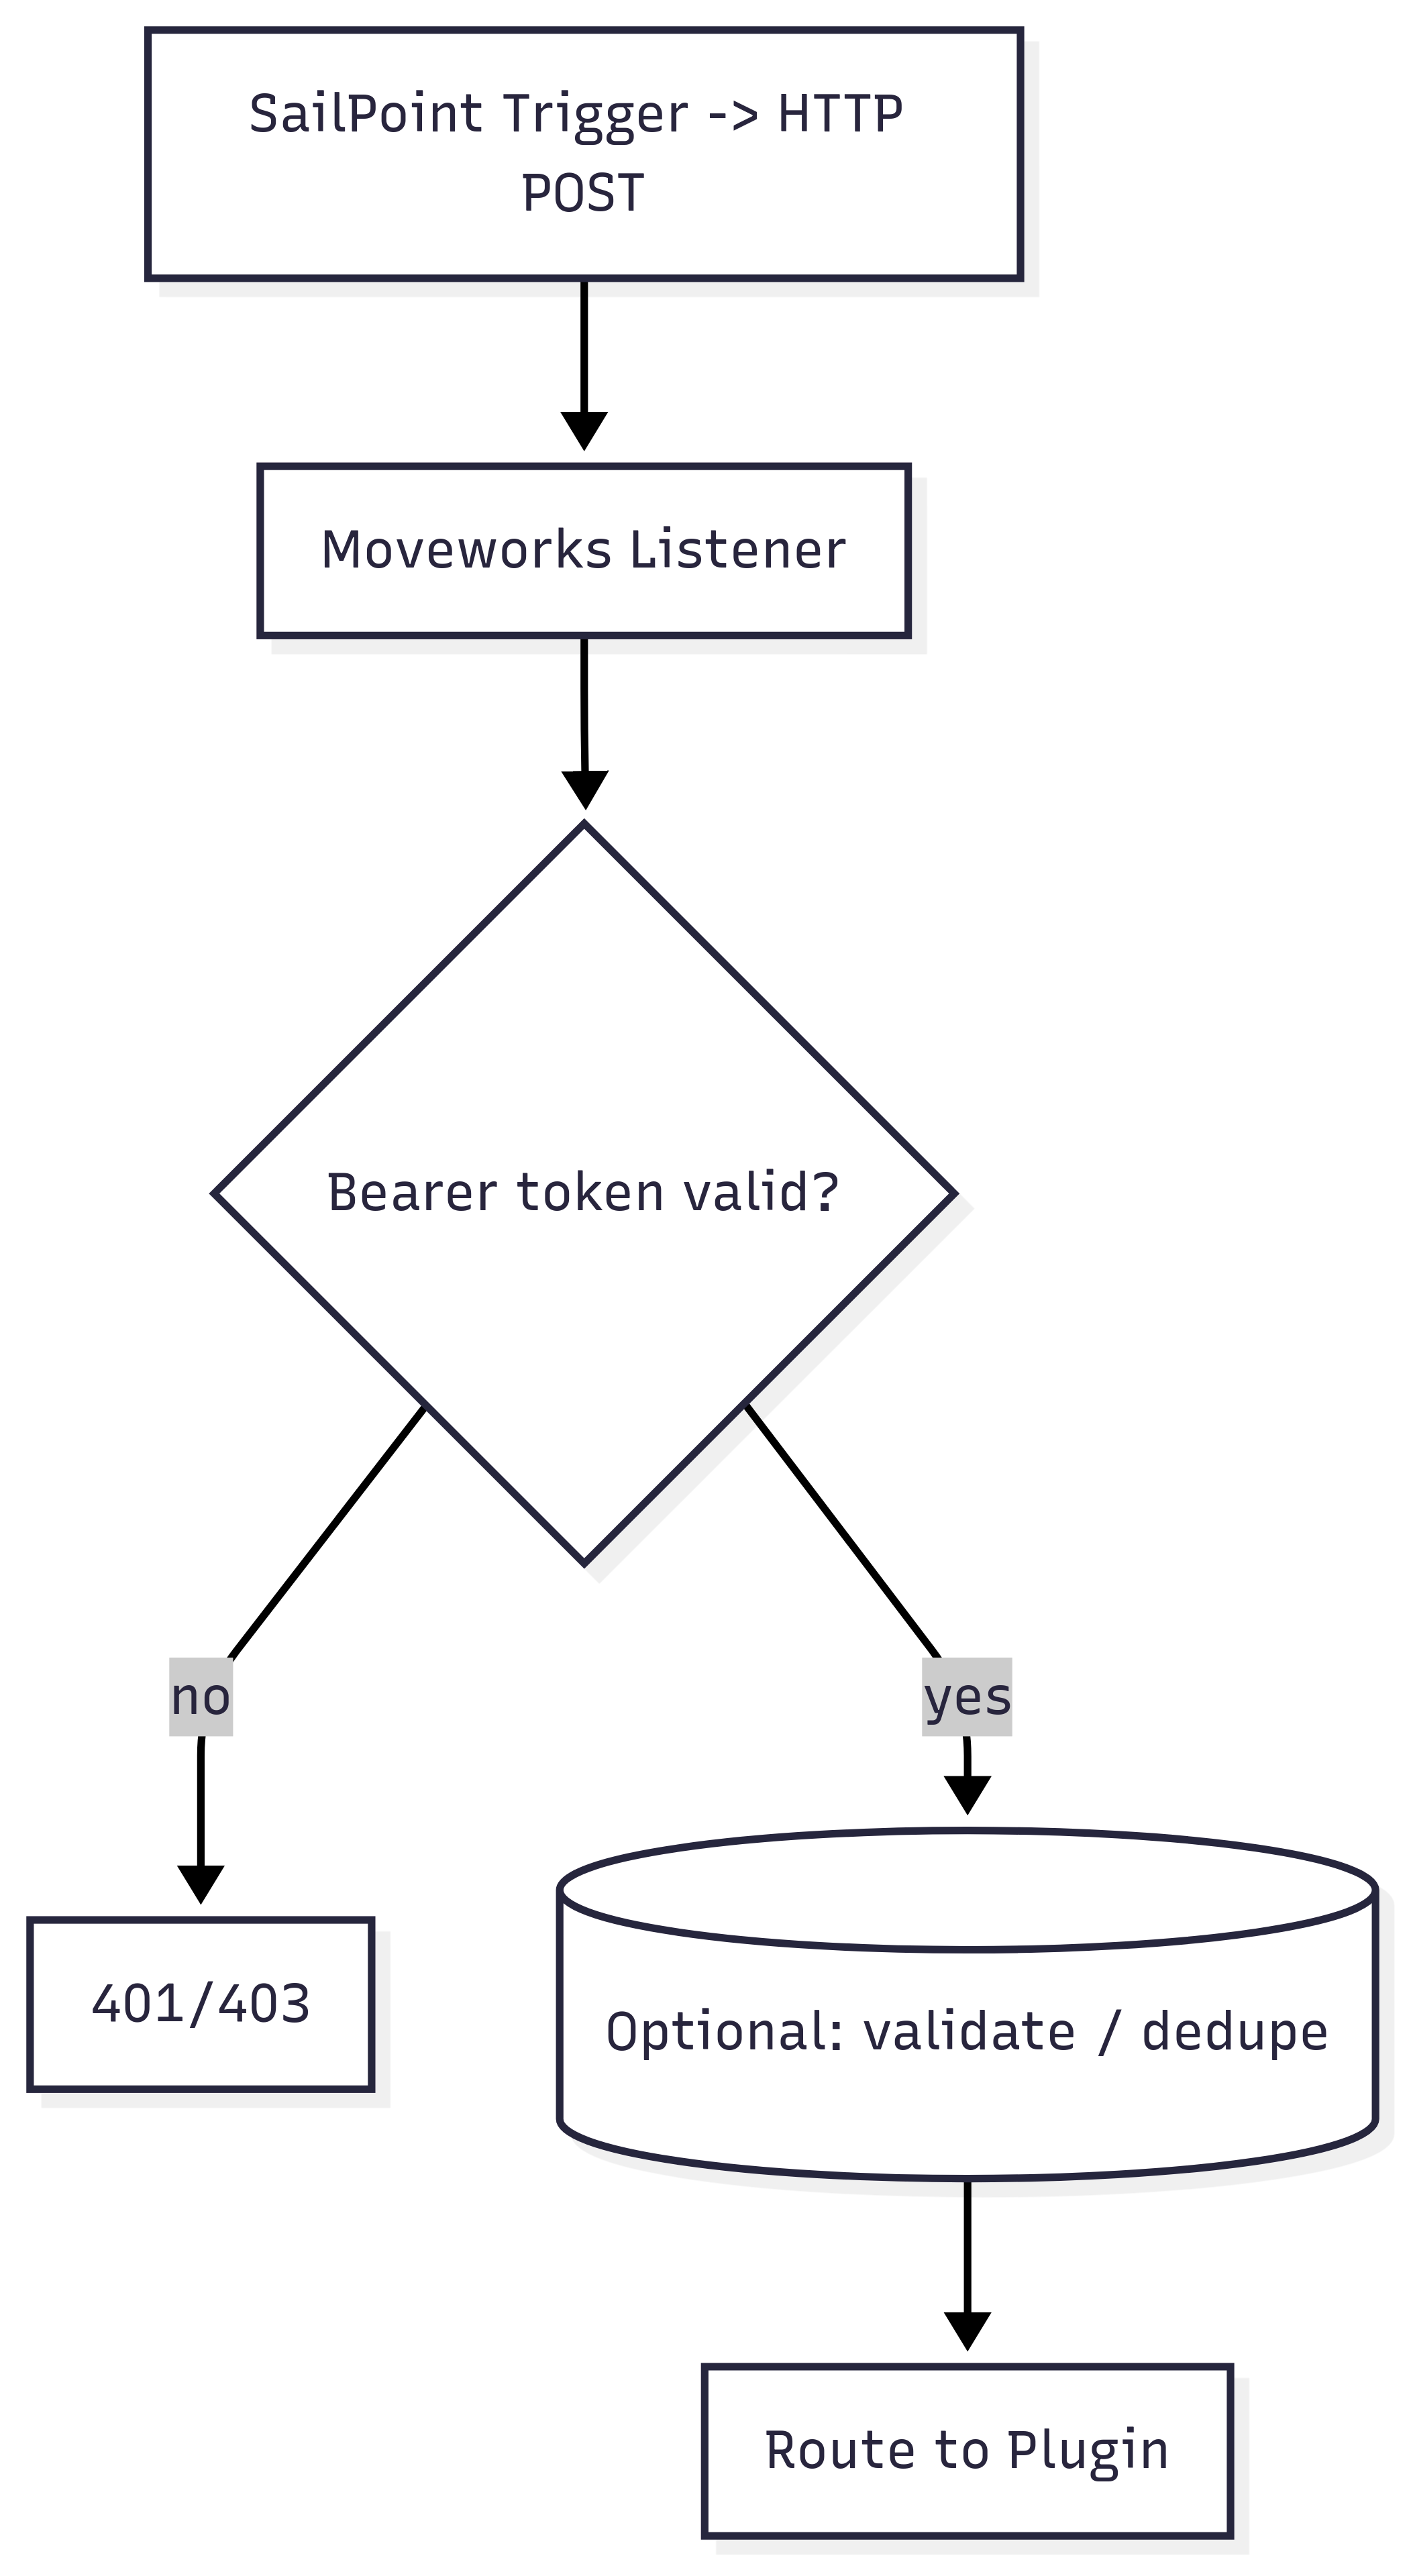 SailPoint Trigger -> HTTP
POST
Moveworks Listener
Bearer token valid?
no
yes
401/403
Optional: validate / dedupe
Route to Plugin